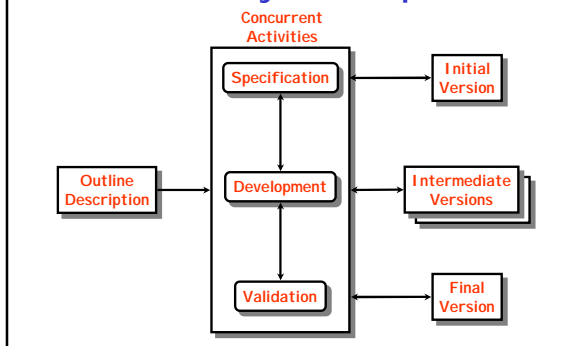 Concurrent
Activities
Specification
Initial
Version
Outline
Description
Development
Intermediate
Versions
Validation
Final
Version